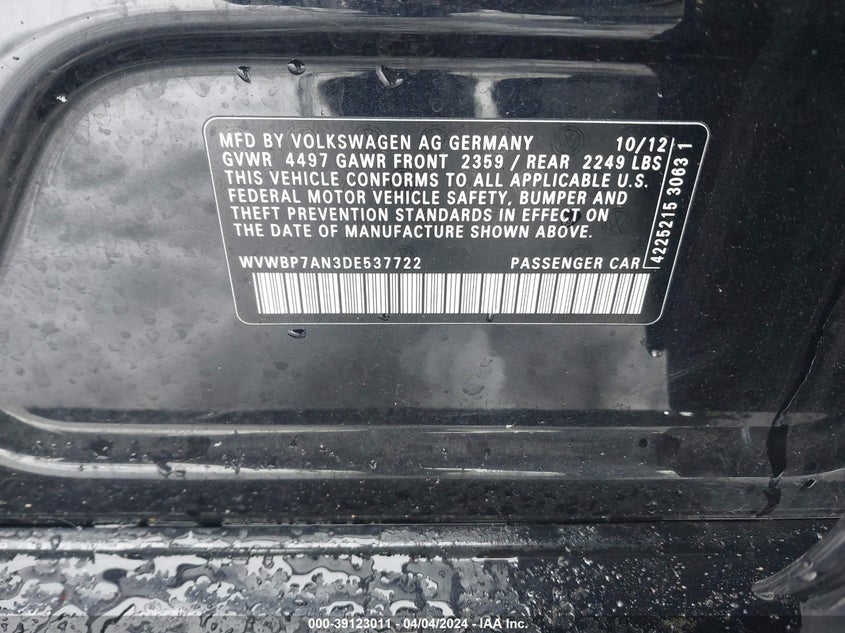 MFD BY VOLKSWAGEN AG GERMANY 10/12
GVWR 4497 GAWR FRONT 2359 / REAR 2249 LBS
THIS VEHICLE CONFORMS TO ALL APPLICABLE U.S.
FEDERAL MOTOR VEHICLE SAFETY, BUMPER AND
THEFT PREVENTION STANDARDS IN EFFECT ON
THE DATE OF MANUFACTURE SHOWN ABOVE.
WVWBP7AN3DE537722 PASSENGER CAR
4225215 3063 1
000-39123011 - 04/04/2024 - IAA Inc.